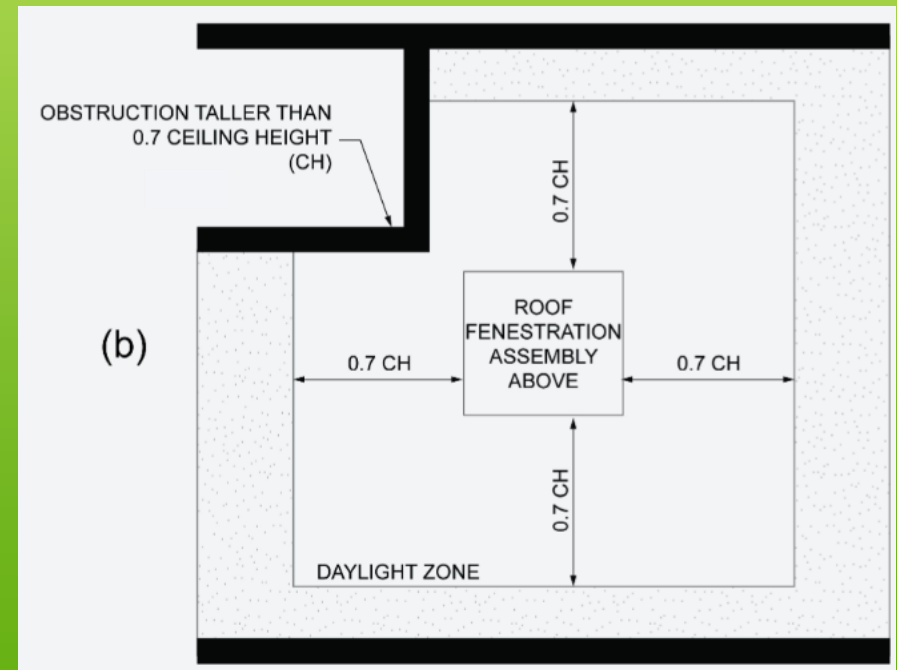 OBSTRUCTION TALLER THAN
0.7 CEILING HEIGHT
(CH)
0.7 CH
(b)
ROOF
FENESTRATION
ASSEMBLY
ABOVE
0.7 CH
0.7 CH
0.7 CH
DAYLIGHT ZONE